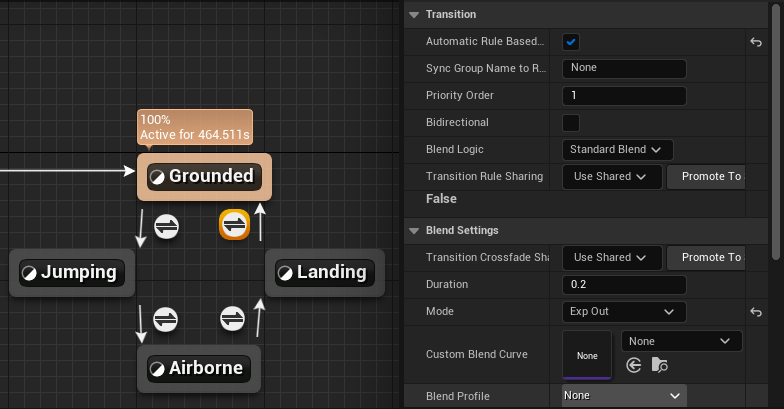 100%
Active for 464.511s
Grounded
Jumping
Landing
Airborne
Transition
Automatic Rule Based...
Sync Group Name to R...
None
Priority Order
1
Bidirectional
Blend Logic
Standard Blend
Transition Rule Sharing
Use Shared
Promote To
False
Blend Settings
Transition Crossfade Sha
Use Shared
Promote To
Duration
0.2
Mode
Exp Out
Custom Blend Curve
None
None
Blend Profile
None